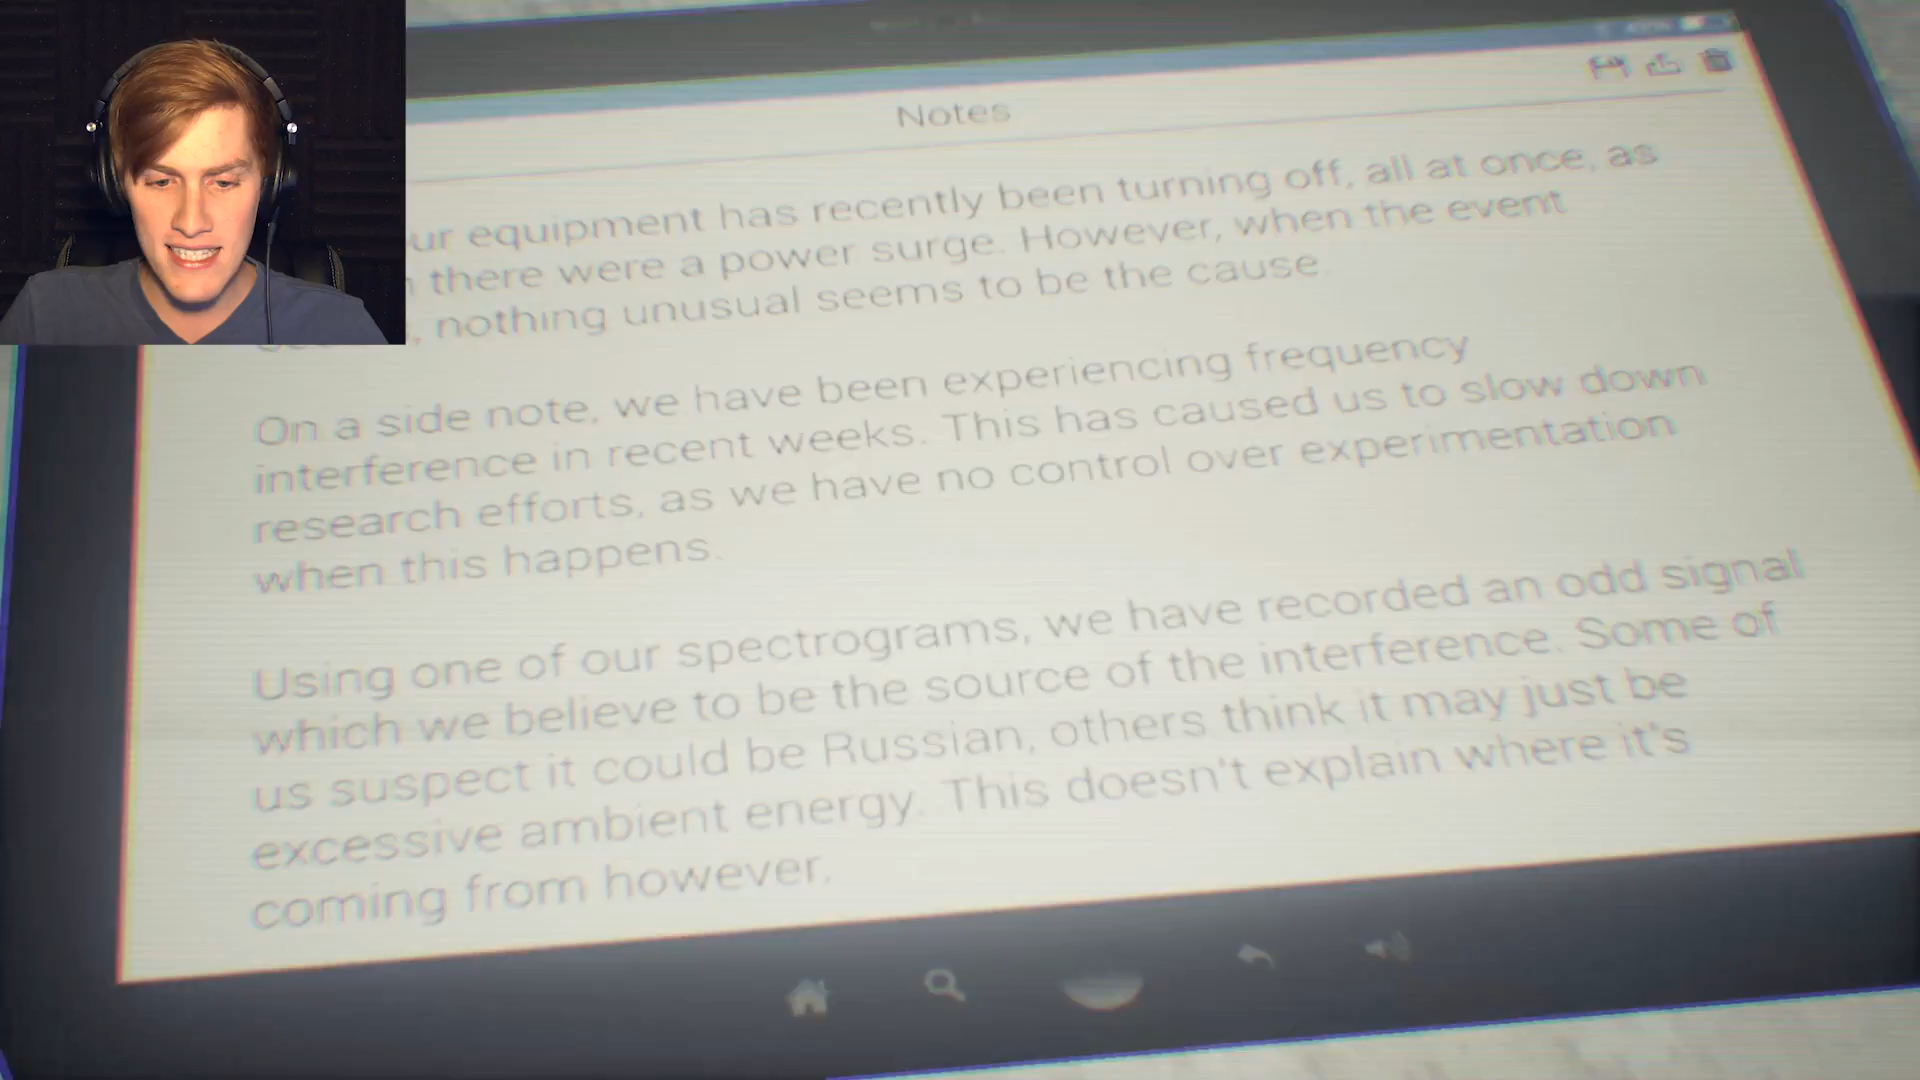 Notes
ur equipment has recently been turning off, all at once, as
there were a power surge. However, when the event
nothing unusual seems to be the cause.
On a side note, we have been experiencing frequency
interference in recent weeks. This has caused us to slow down
research efforts, as we have no control over experimentation
when this happens.
Using one of our spectrograms, we have recorded an odd signal
which we believe to be the source of the interference. Some of
us suspect it could be Russian, others think it may just be
excessive ambient energy. This doesn't explain where it's
coming from however.